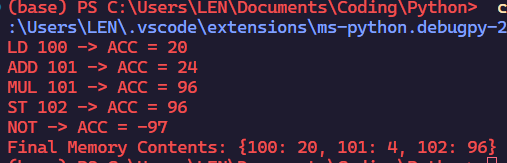 (base) PS C:\Users\LEN\Documents\Coding\Python> c
:\Users\LEN\.vscode\extensions\ms-python.debugpy-2
LD 100 -> ACC = 20
ADD 101 -> ACC = 24
MUL 101 -> ACC = 96
ST 102 -> ACC = 96
NOT -> ACC = -97
Final Memory Contents: {100: 20, 101: 4, 102: 96}